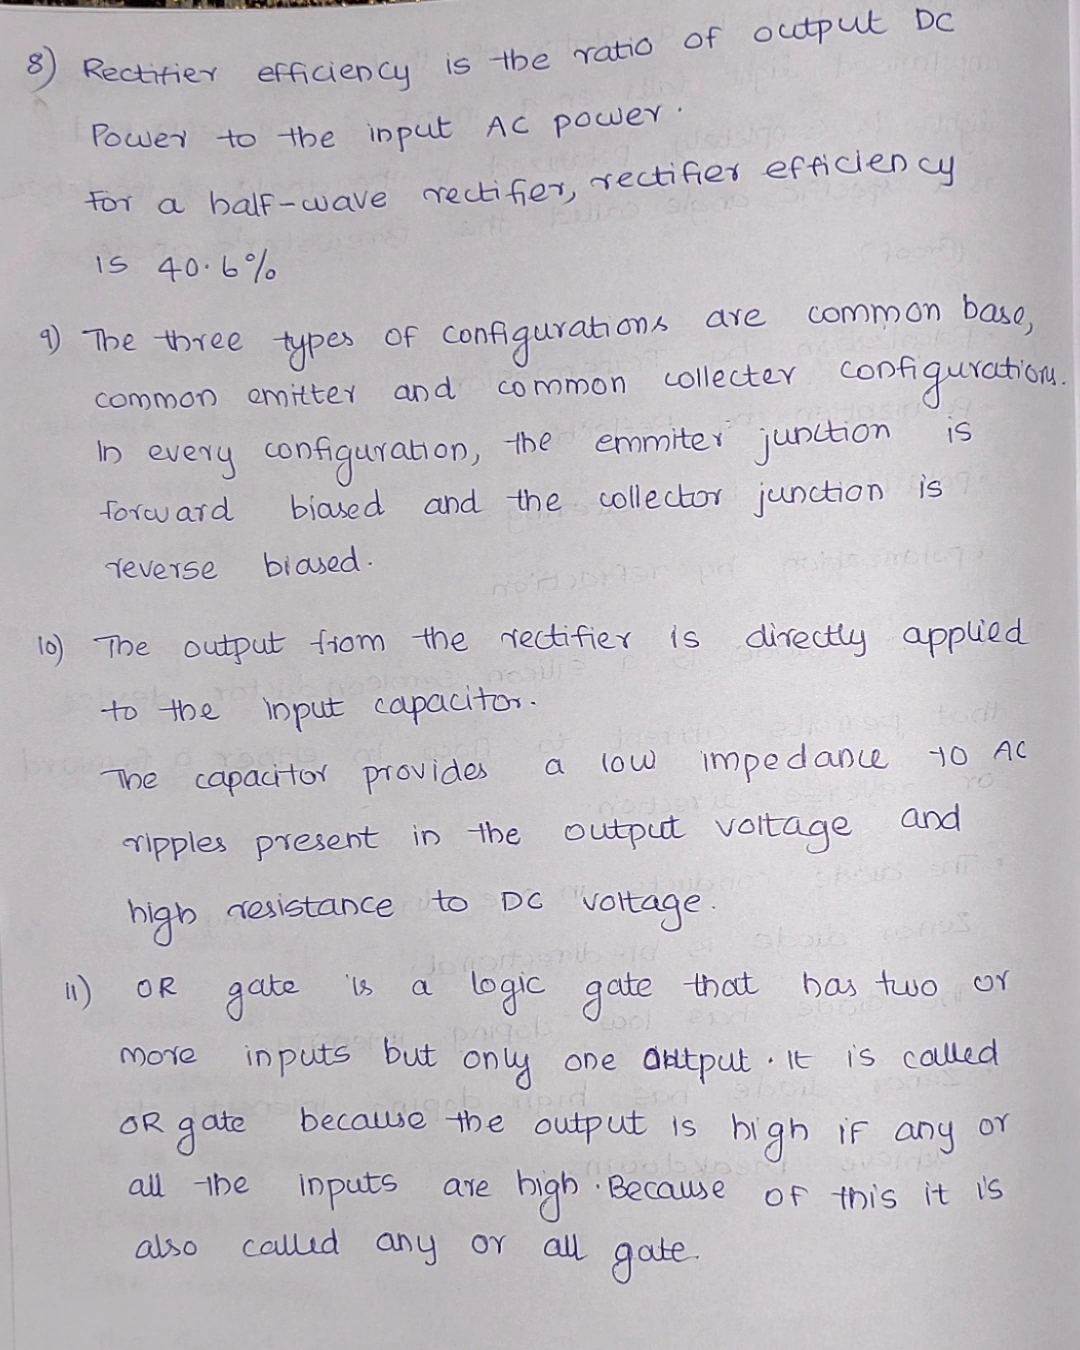 8) Rectifier efficiency is the ratio of output DC
Power to the input AC power.
For a half-wave rectifier, rectifier efficiency
is 40.6%
9) The three types of configurations are common base,
common emitter and common collecter configurations.
In every configuration, the emmiter junction is
forward biased and the collector junction is
reverse biased.
10) The output from the rectifier is directly applied
to the input capacitor.
The capacitor provides a low impedance to AC
ripples present in the output voltage and
high resistance to DC voltage.
11) OR gate is a logic gate that has two or
more inputs but only one output. It is called
OR gate because the output is high if any or
all the inputs are high. Because of this it is
also called any or all gate.